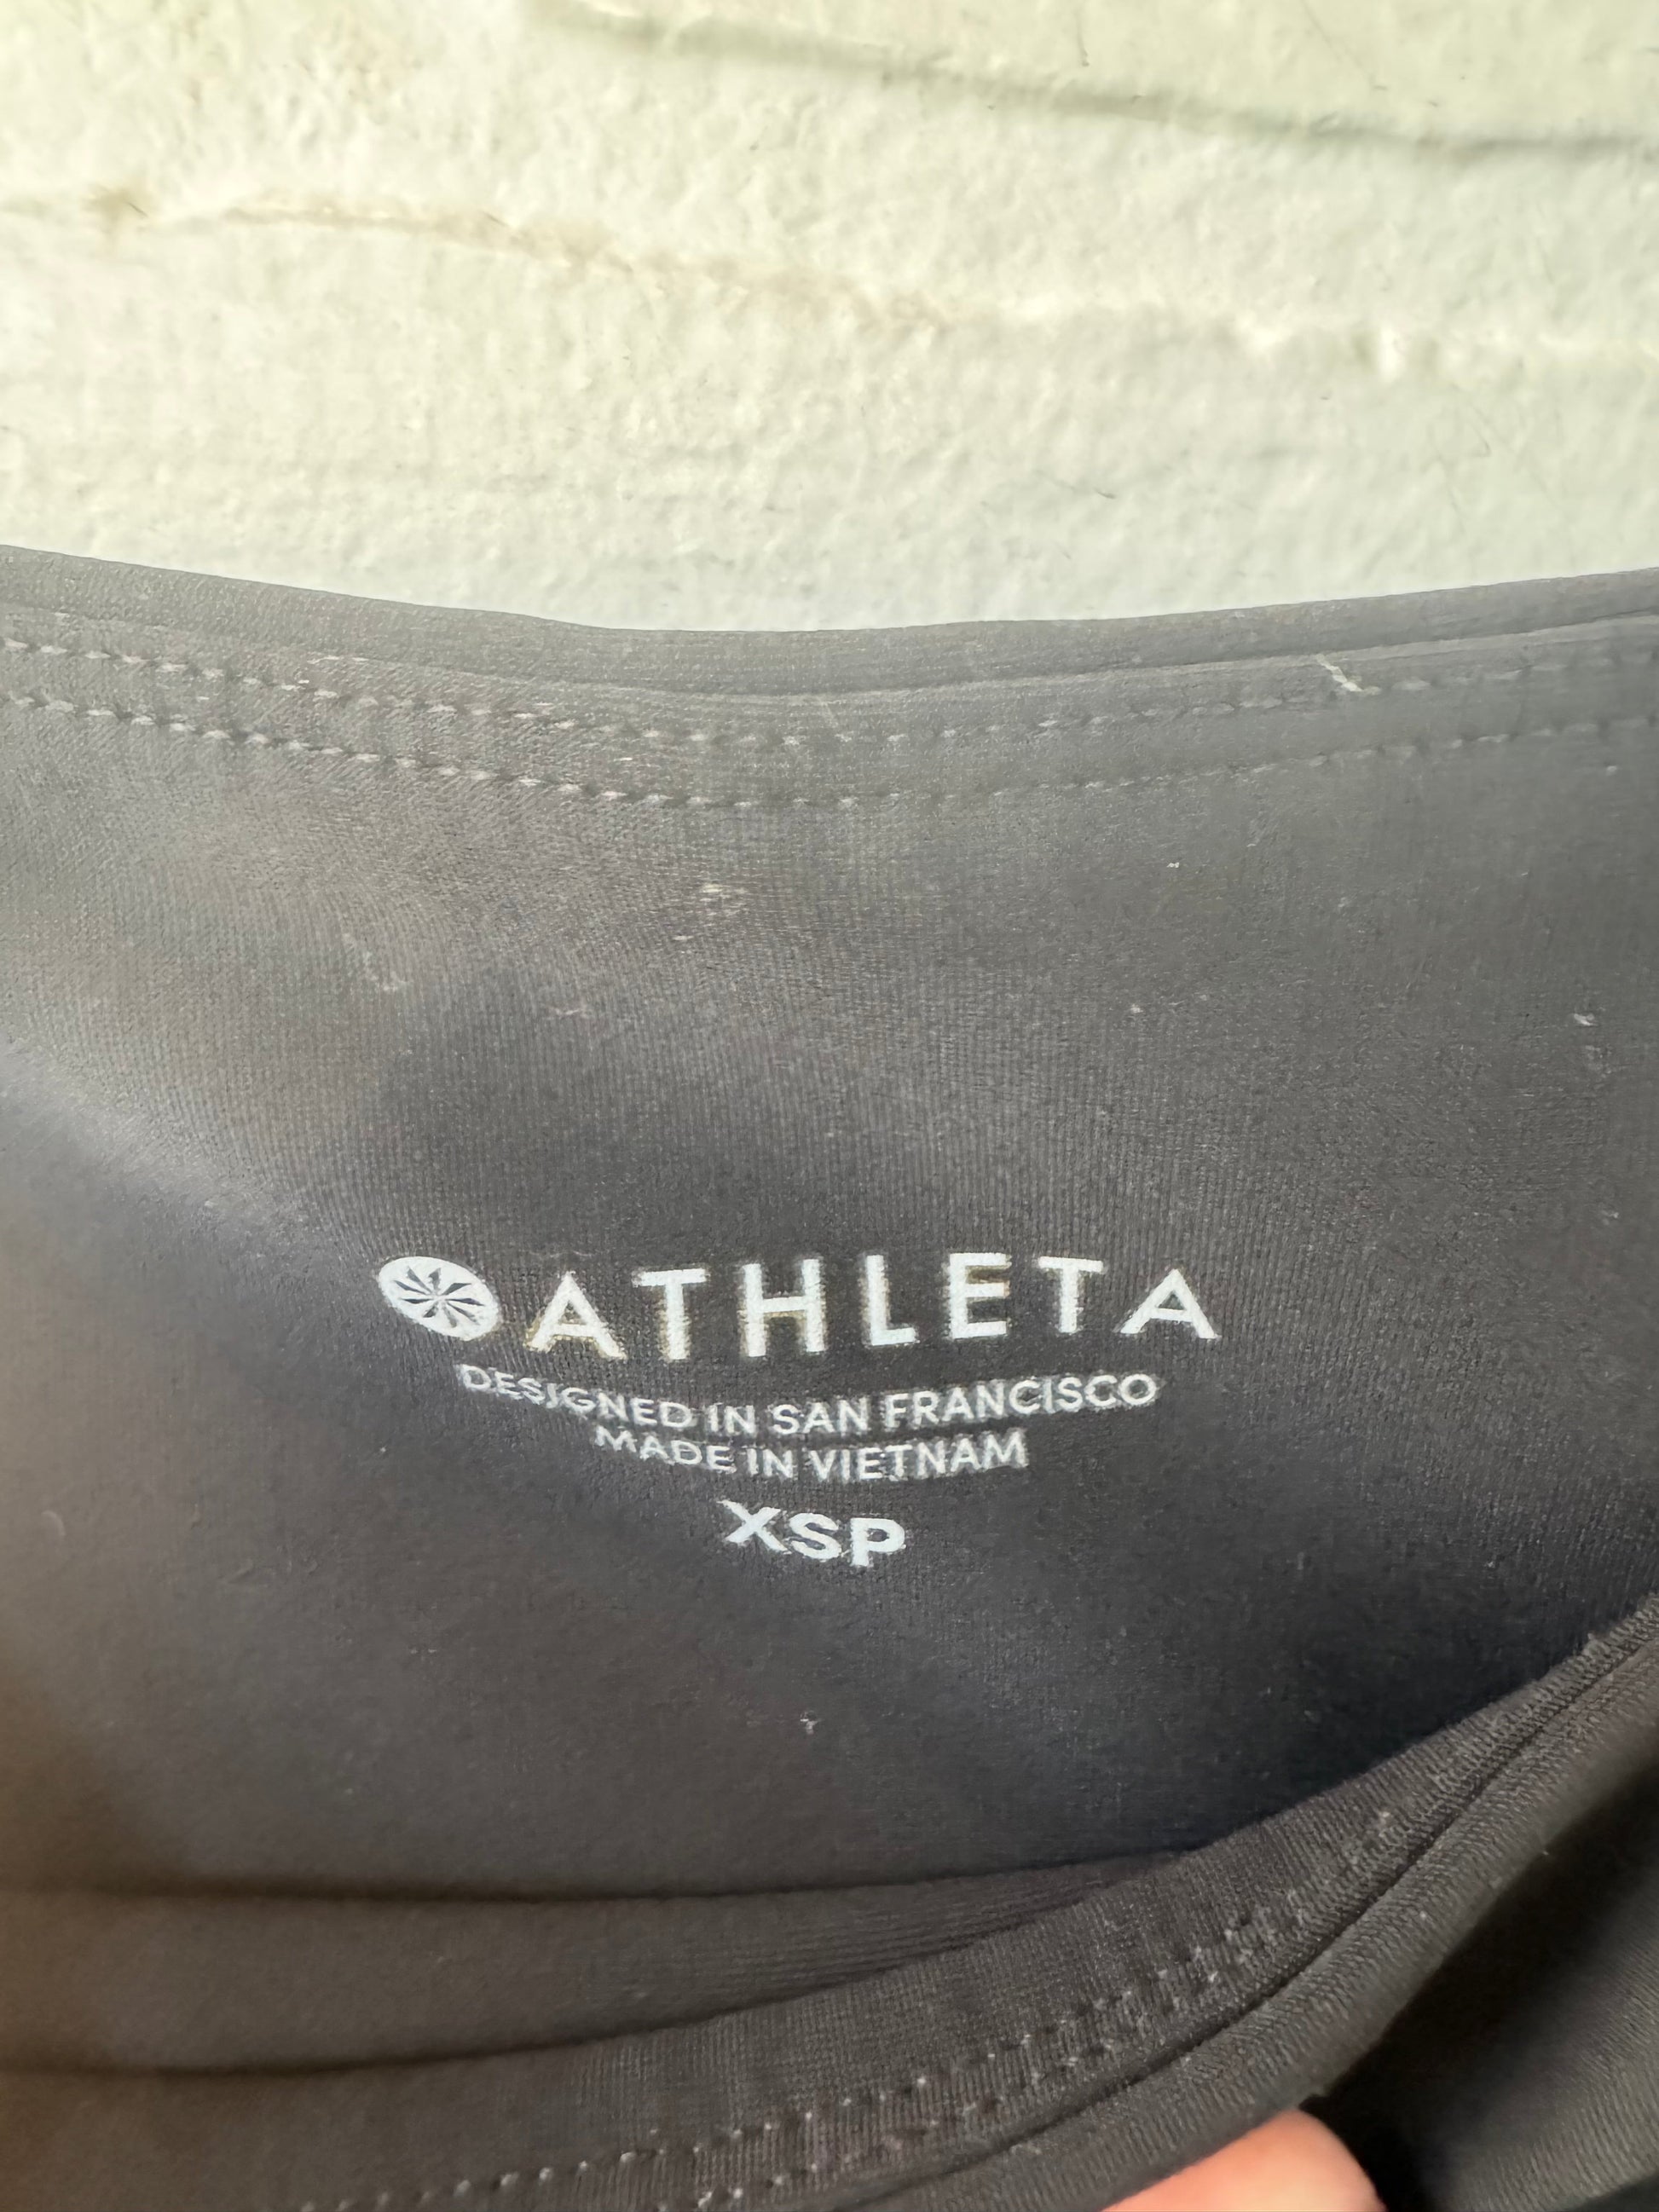 ATHLETA
DESIGNED IN SAN FRANCISCO
MADE IN VIETNAM
XSP